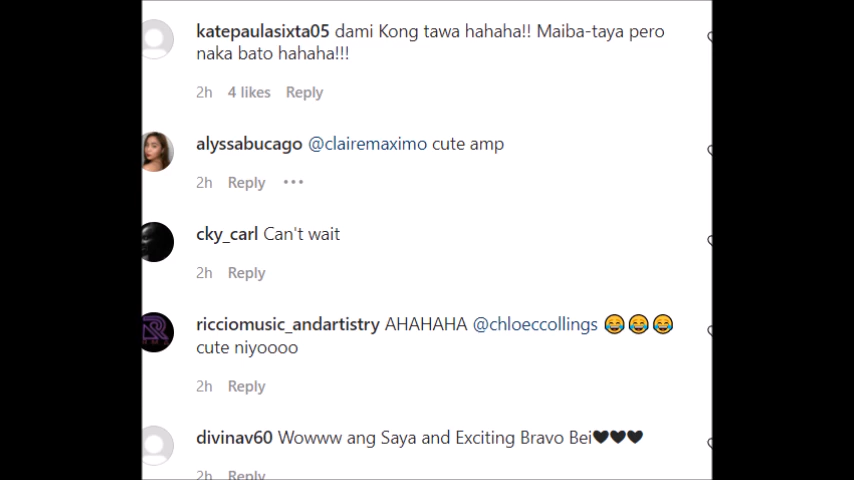 katepaulasixta05 dami Kong tawa hahaha!! Maiba-taya pero
naka bato hahaha!!!
2h 4 likes Reply
alyssabucago @clairemaximo cute amp
2h Reply •••
cky_carl Can't wait
2h Reply
ricciomusic_andartistry AHAHAHA @chloeccollings 😂😂😂
cute niyoooo
2h Reply
divinav60 Wowww ang Saya and Exciting Bravo Bei🖤🖤🖤
2h Reply